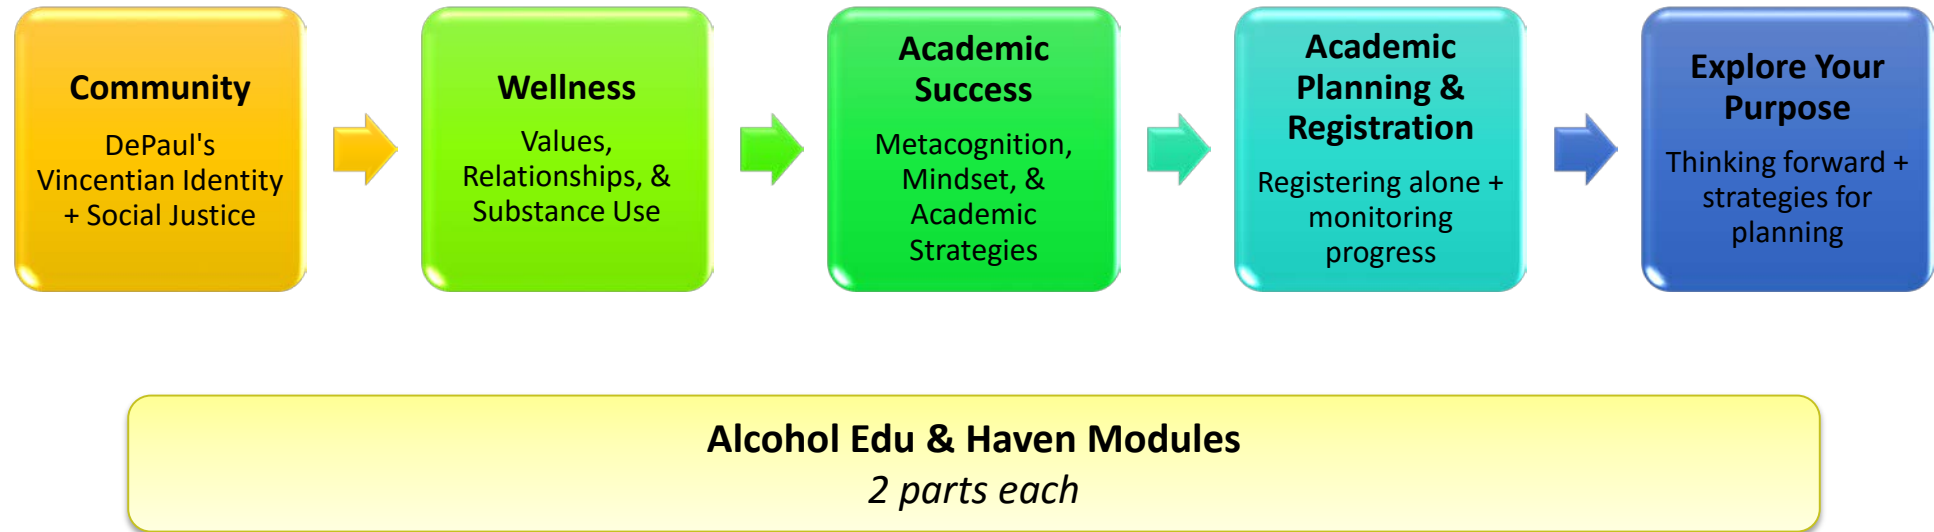 Community
DePaul's
Vincentian Identity
+ Social Justice
Wellness
Values,
Relationships, &
Substance Use
Academic
Success
Metacognition,
Mindset, &
Academic
Strategies
Academic
Planning &
Registration
Registering alone +
monitoring
progress
Explore Your
Purpose
Thinking forward +
strategies for
planning
Alcohol Edu & Haven Modules
2 parts each